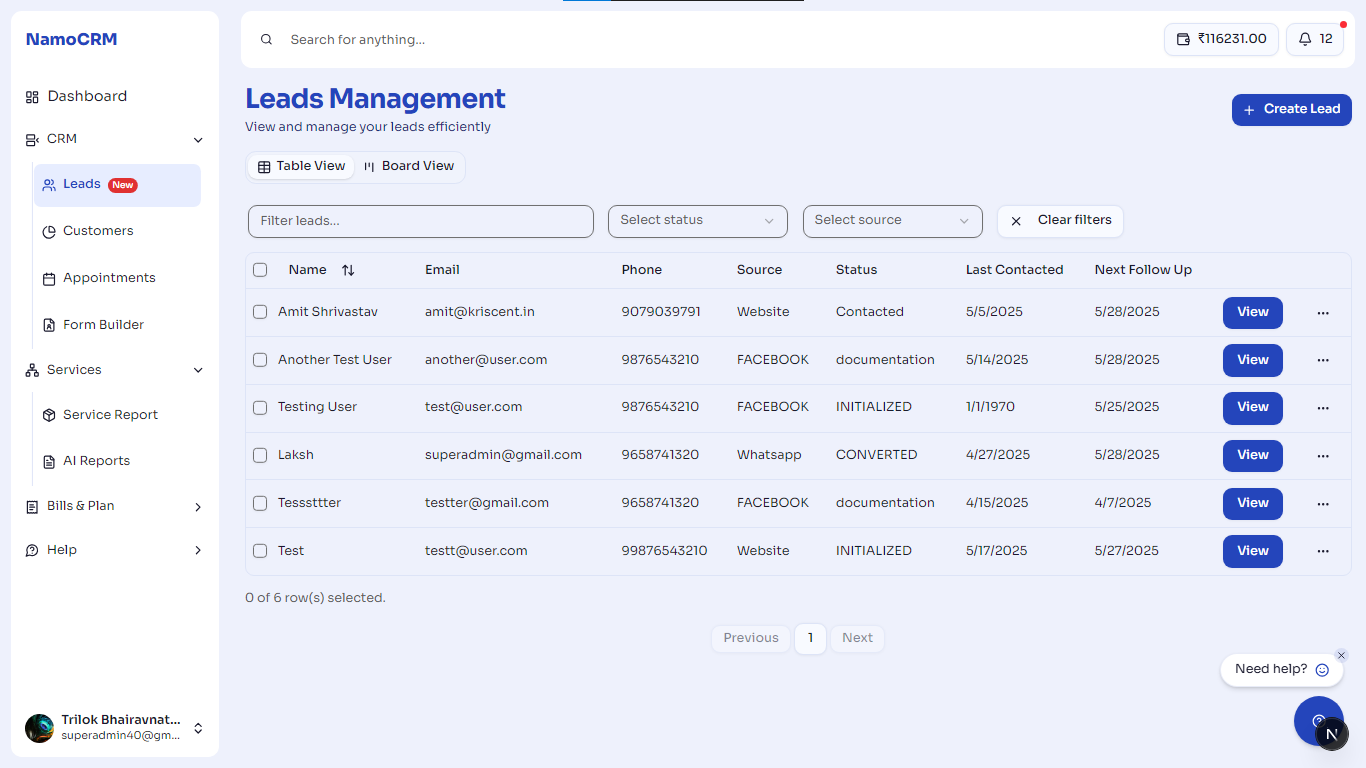 NamoCRM
Search for anything...
₹116231.00
12
Dashboard
CRM
Leads New
Customers
Appointments
Form Builder
Services
Service Report
AI Reports
Bills & Plan
Help
Trilok Bhairavnat...
superadmin40@gm...
Leads Management
View and manage your leads efficiently
+ Create Lead
Table View Board View
Filter leads... Select status Select source Clear filters
Name Email Phone Source Status Last Contacted Next Follow Up
Amit Shrivastav amit@kriscent.in 9079039791 Website Contacted 5/5/2025 5/28/2025 View ...
Another Test User another@user.com 9876543210 FACEBOOK documentation 5/14/2025 5/28/2025 View ...
Testing User test@user.com 9876543210 FACEBOOK INITIALIZED 1/1/1970 5/25/2025 View ...
Laksh superadmin@gmail.com 9658741320 Whatsapp CONVERTED 4/27/2025 5/28/2025 View ...
Tesssttter testter@gmail.com 9658741320 FACEBOOK documentation 4/15/2025 4/7/2025 View ...
Test testt@user.com 99876543210 Website INITIALIZED 5/17/2025 5/27/2025 View ...
0 of 6 row(s) selected.
Previous 1 Next
Need help?
N